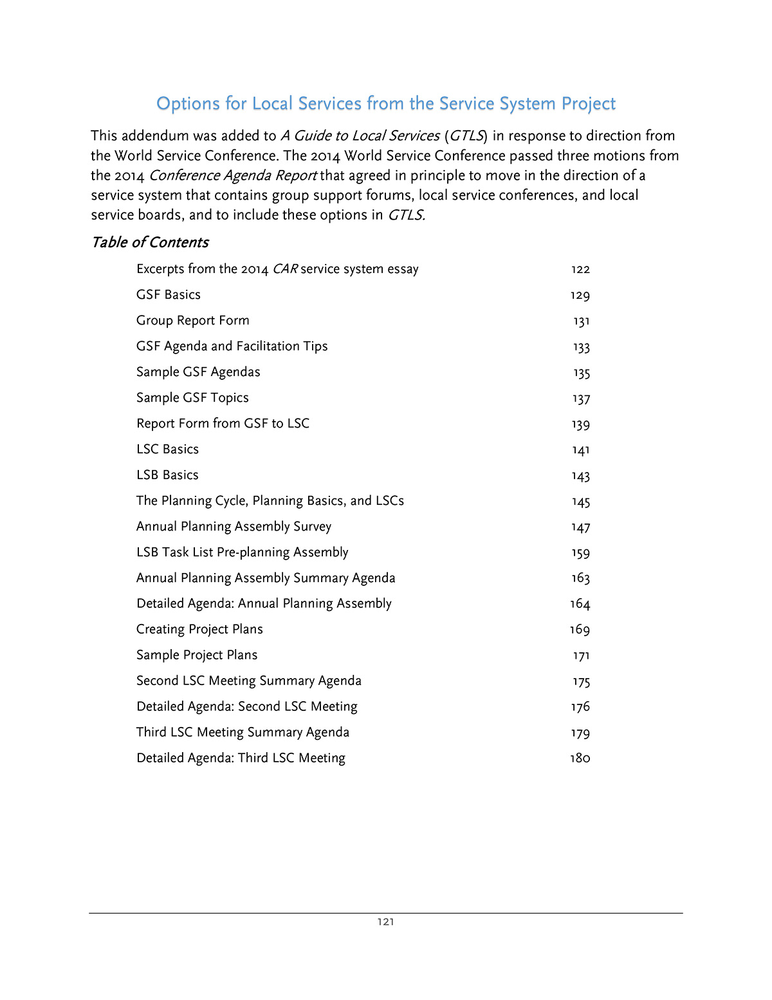 Options for Local Services from the Service System Project
This addendum was added to A Guide to Local Services (GTLS) in response to direction from
the World Service Conference. The 2014 World Service Conference passed three motions from
the 2014 Conference Agenda Report that agreed in principle to move in the direction of a
service system that contains group support forums, local service conferences, and local
service boards, and to include these options in GTLS.
Table of Contents
Excerpts from the 2014 CAR service system essay 122
GSF Basics 129
Group Report Form 131
GSF Agenda and Facilitation Tips 133
Sample GSF Agendas 135
Sample GSF Topics 137
Report Form from GSF to LSC 139
LSC Basics 141
LSB Basics 143
The Planning Cycle, Planning Basics, and LSCs 145
Annual Planning Assembly Survey 147
LSB Task List Pre-planning Assembly 159
Annual Planning Assembly Summary Agenda 163
Detailed Agenda: Annual Planning Assembly 164
Creating Project Plans 169
Sample Project Plans 171
Second LSC Meeting Summary Agenda 175
Detailed Agenda: Second LSC Meeting 176
Third LSC Meeting Summary Agenda 179
Detailed Agenda: Third LSC Meeting 180
121